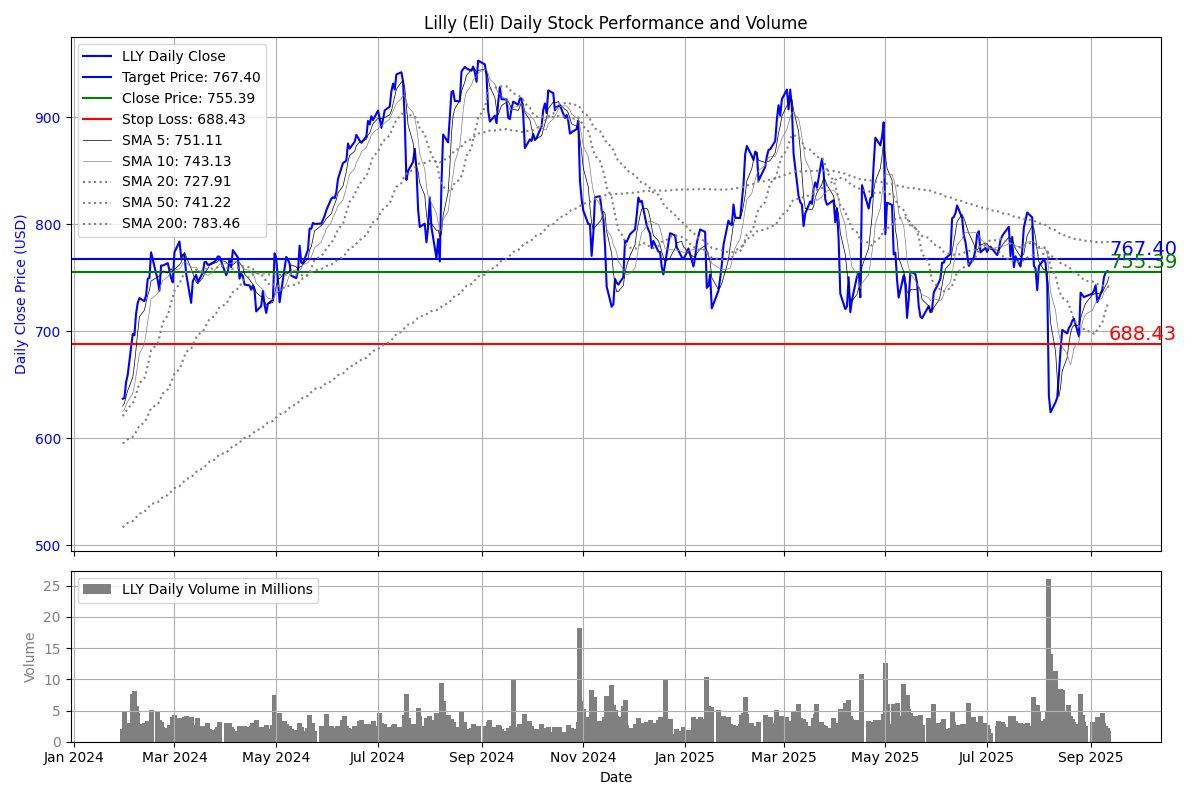 Lilly (Eli) Daily Stock Performance and Volume
LLY Daily Close
Target Price: 767.40
Close Price: 755.39
Stop Loss: 688.43
SMA 5: 751.11
SMA 10: 743.13
SMA 20: 727.91
SMA 50: 741.22
SMA 200: 783.46
Daily Close Price (USD)
900
800
700
600
500
767.40
755.39
688.43
LLY Daily Volume in Millions
Volume
25
20
15
10
5
0
Jan 2024
Mar 2024
May 2024
Jul 2024
Sep 2024
Nov 2024
Jan 2025
Mar 2025
May 2025
Jul 2025
Sep 2025
Date